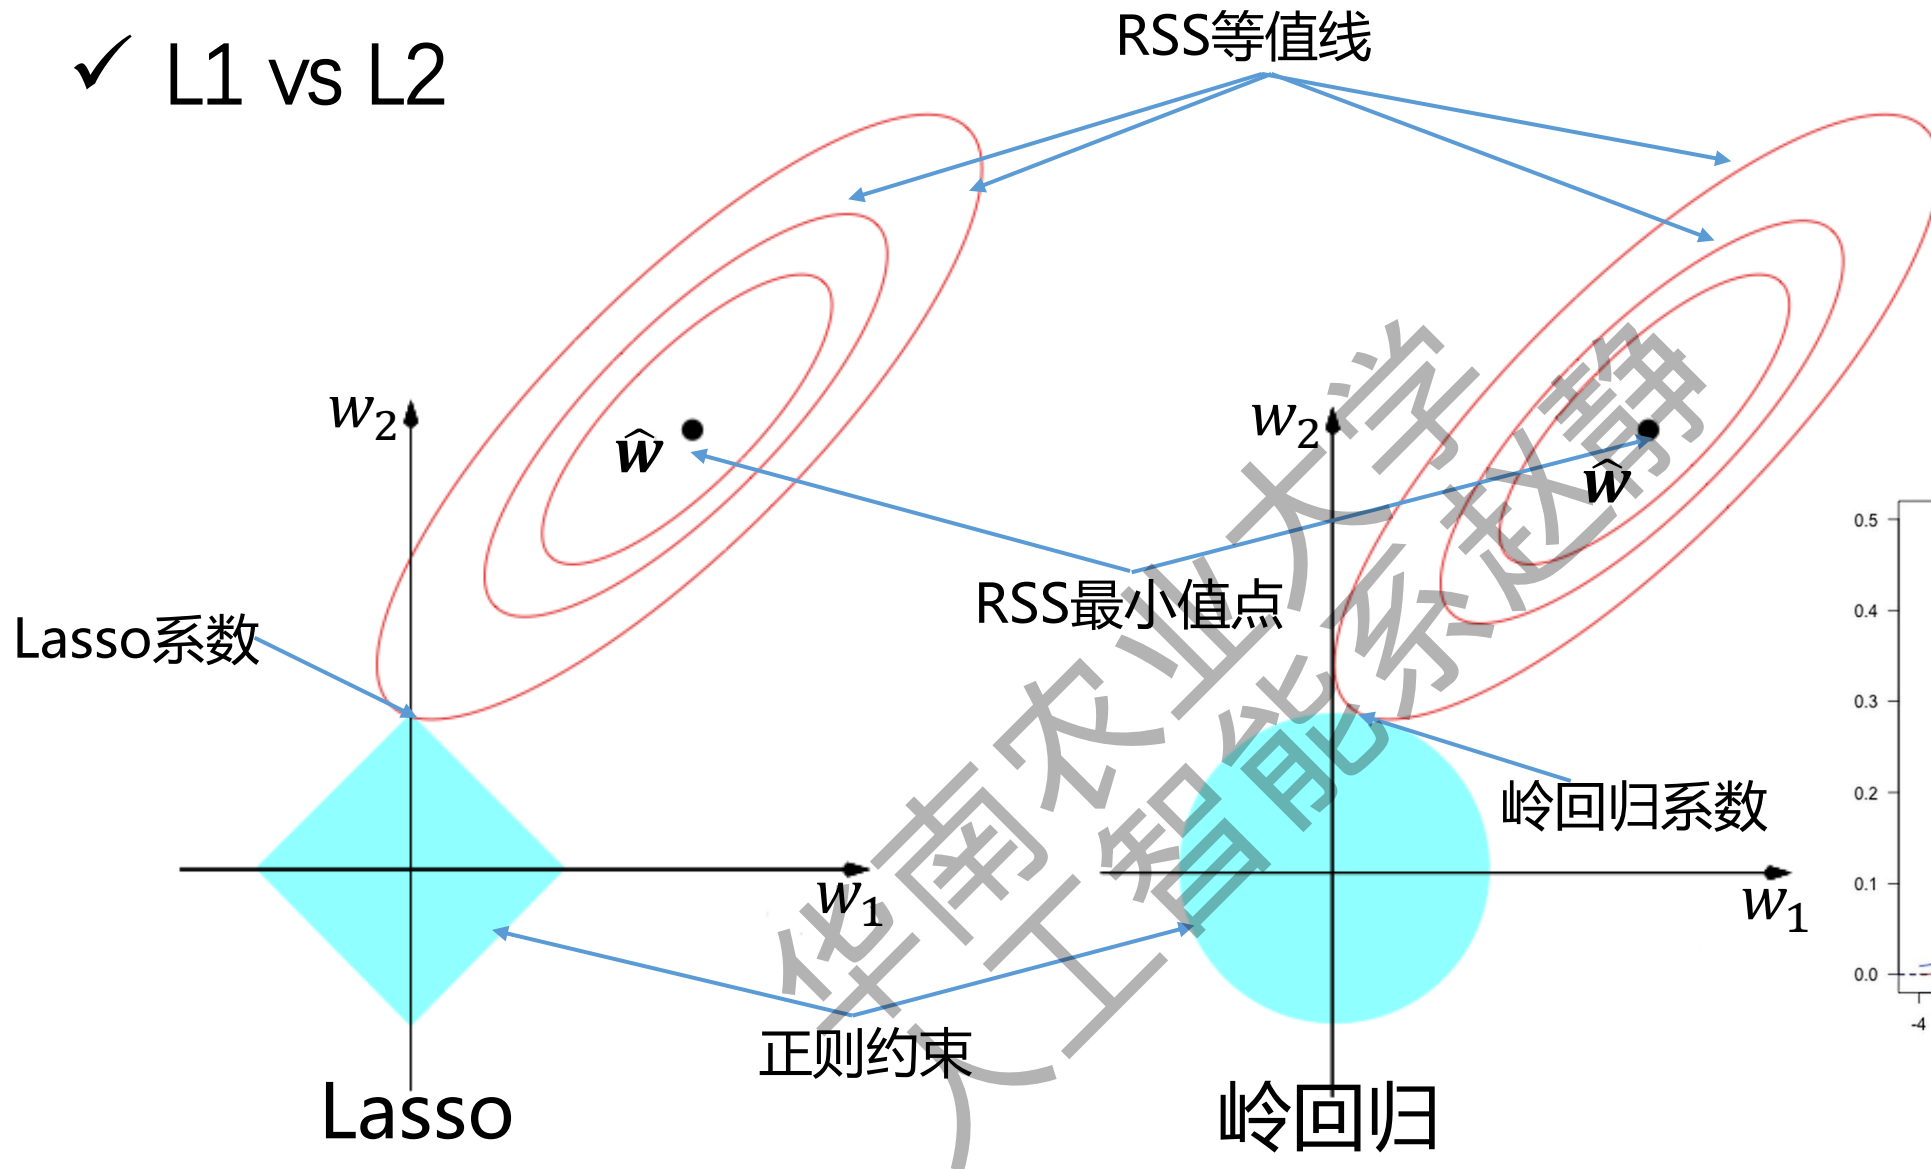 ✓ L1 vs L2
RSS等值线
w₂
ŵ
w₂
ŵ
RSS最小值点
Lasso系数
岭回归系数
w₁
w₁
正则约束
Lasso
岭回归
0.5
0.4
0.3
0.2
0.1
0.0
-4
华南农业大学
人工智能系赵静